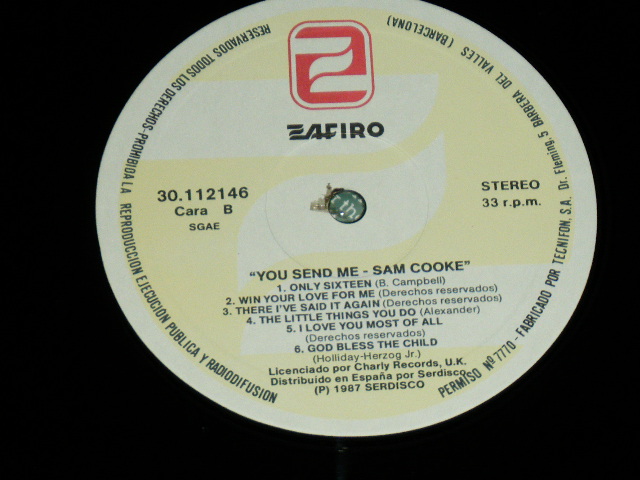 RESERVADOS TODOS LOS DERECHOS-PROHIBIDA LA REPRODUCCION EJECUCION PUBLICA Y RADIODIFUSION
PERMISO Nº 7770-FABRICADO POR TECNIFON, S.A. Dr. Fleming, 5 BARBERA DEL VALLES (BARCELONA)
ZAFIRO
30.112146
Cara B
SGAE
STEREO
33 r.p.m.
"YOU SEND ME - SAM COOKE"
1. ONLY SIXTEEN (B. Campbell)
2. WIN YOUR LOVE FOR ME (Derechos reservados)
3. THERE I'VE SAID IT AGAIN (Derechos reservados)
4. THE LITTLE THINGS YOU DO (Alexander)
5. I LOVE YOU MOST OF ALL
(Derechos reservados)
6. GOD BLESS THE CHILD
(Holliday-Herzog Jr.)
Licenciado por Charly Records, U.K.
Distribuido en España por Serdisco
(P) 1987 SERDISCO